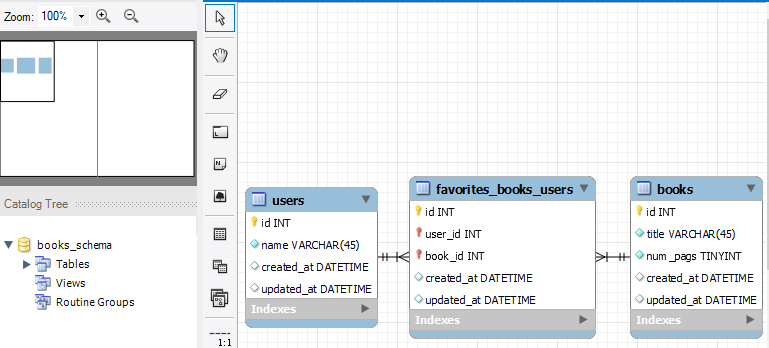 Zoom: 100%
Catalog Tree
books_schema
Tables
Views
Routine Groups
1:1
users
id INT
name VARCHAR(45)
created_at DATETIME
updated_at DATETIME
Indexes
favorites_books_users
id INT
user_id INT
book_id INT
created_at DATETIME
updated_at DATETIME
Indexes
books
id INT
title VARCHAR(45)
num _pags TINYINT
created_at DATETIME
updated_at DATETIME
Indexes